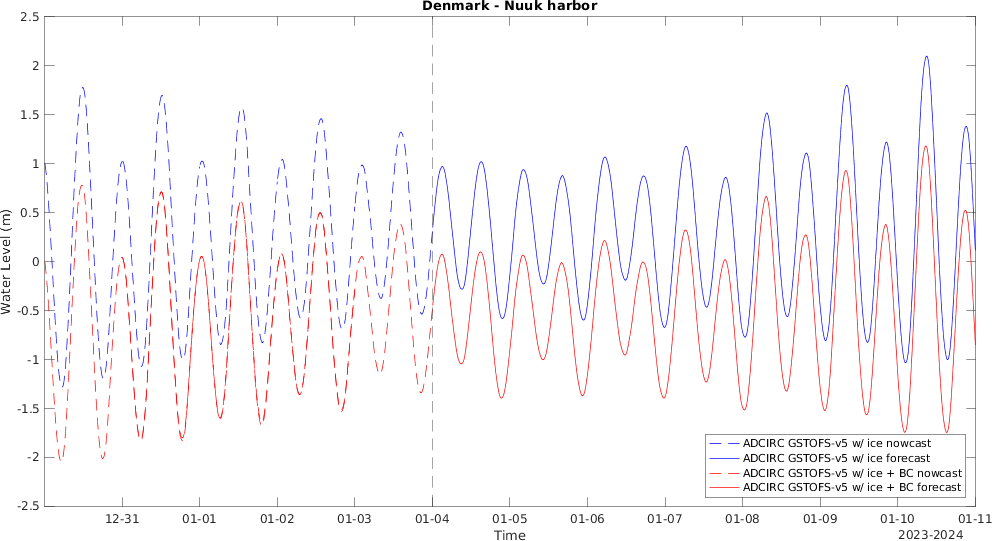 Denmark - Nuuk harbor
2.5
2
1.5
1
0.5
0
-0.5
-1
-1.5
-2
-2.5
Water Level (m)
ADCIRC GSTOFS-v5 w/ ice nowcast
ADCIRC GSTOFS-v5 w/ ice forecast
ADCIRC GSTOFS-v5 w/ ice + BC nowcast
ADCIRC GSTOFS-v5 w/ ice + BC forecast
12-31 01-01 01-02 01-03 01-04 01-05 01-06 01-07 01-08 01-09 01-10 01-11
Time
2023-2024